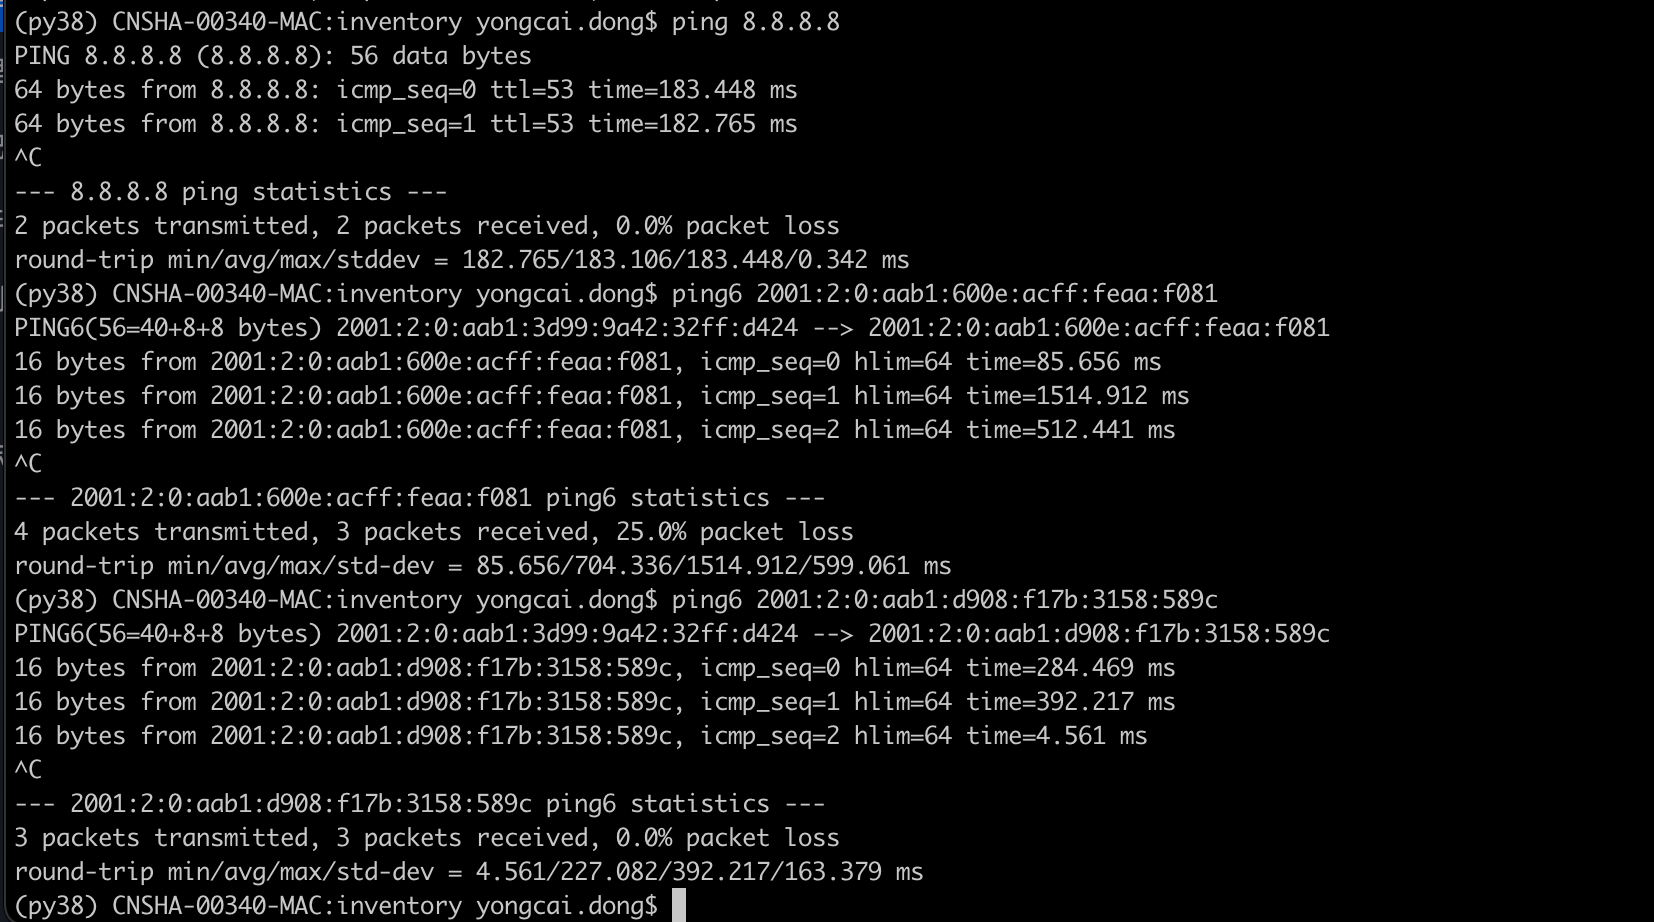 (py38) CNSHA-00340-MAC:inventory yongcai.dong$ ping 8.8.8.8
PING 8.8.8.8 (8.8.8.8): 56 data bytes
64 bytes from 8.8.8.8: icmp_seq=0 ttl=53 time=183.448 ms
64 bytes from 8.8.8.8: icmp_seq=1 ttl=53 time=182.765 ms
^C
--- 8.8.8.8 ping statistics ---
2 packets transmitted, 2 packets received, 0.0% packet loss
round-trip min/avg/max/stddev = 182.765/183.106/183.448/0.342 ms
(py38) CNSHA-00340-MAC:inventory yongcai.dong$ ping6 2001:2:0:aab1:600e:acff:feaa:f081
PING6(56=40+8+8 bytes) 2001:2:0:aab1:3d99:9a42:32ff:d424 --> 2001:2:0:aab1:600e:acff:feaa:f081
16 bytes from 2001:2:0:aab1:600e:acff:feaa:f081, icmp_seq=0 hlim=64 time=85.656 ms
16 bytes from 2001:2:0:aab1:600e:acff:feaa:f081, icmp_seq=1 hlim=64 time=1514.912 ms
16 bytes from 2001:2:0:aab1:600e:acff:feaa:f081, icmp_seq=2 hlim=64 time=512.441 ms
^C
--- 2001:2:0:aab1:600e:acff:feaa:f081 ping6 statistics ---
4 packets transmitted, 3 packets received, 25.0% packet loss
round-trip min/avg/max/std-dev = 85.656/704.336/1514.912/599.061 ms
(py38) CNSHA-00340-MAC:inventory yongcai.dong$ ping6 2001:2:0:aab1:d908:f17b:3158:589c
PING6(56=40+8+8 bytes) 2001:2:0:aab1:3d99:9a42:32ff:d424 --> 2001:2:0:aab1:d908:f17b:3158:589c
16 bytes from 2001:2:0:aab1:d908:f17b:3158:589c, icmp_seq=0 hlim=64 time=284.469 ms
16 bytes from 2001:2:0:aab1:d908:f17b:3158:589c, icmp_seq=1 hlim=64 time=392.217 ms
16 bytes from 2001:2:0:aab1:d908:f17b:3158:589c, icmp_seq=2 hlim=64 time=4.561 ms
^C
--- 2001:2:0:aab1:d908:f17b:3158:589c ping6 statistics ---
3 packets transmitted, 3 packets received, 0.0% packet loss
round-trip min/avg/max/std-dev = 4.561/227.082/392.217/163.379 ms
(py38) CNSHA-00340-MAC:inventory yongcai.dong$